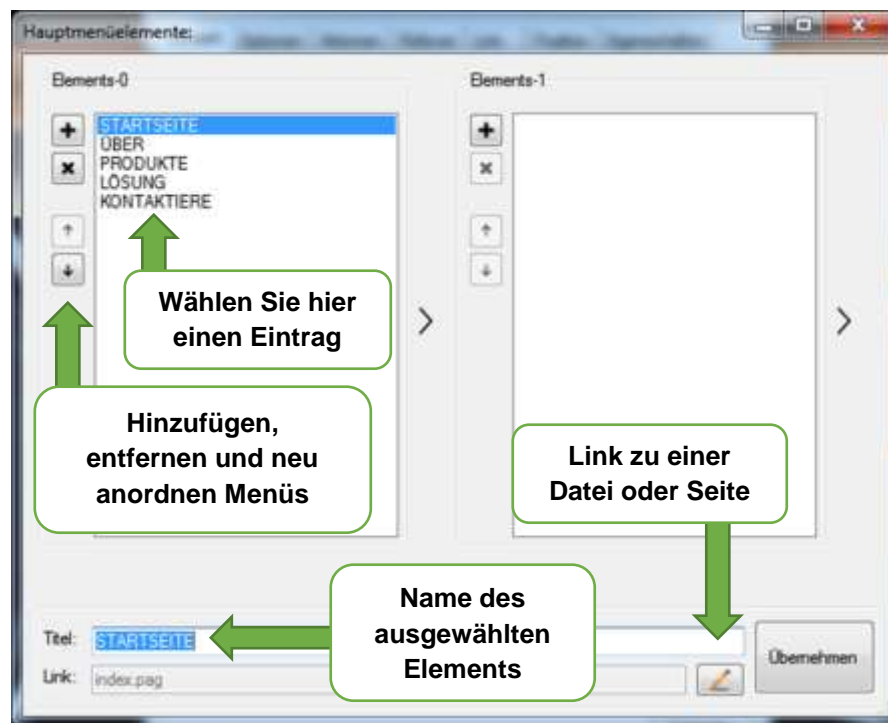 Hauptmenüelemente:
Elements-0
Elements-1
STARTSEITE
ÜBER
PRODUKTE
LÖSUNG
KONTAKTIERE
Wählen Sie hier
einen Eintrag
Hinzufügen,
entfernen und neu
anordnen Menüs
Link zu einer
Datei oder Seite
Name des
ausgewählten
Elements
Titel:
STARTSEITE
Link:
index.pag
Übernehmen